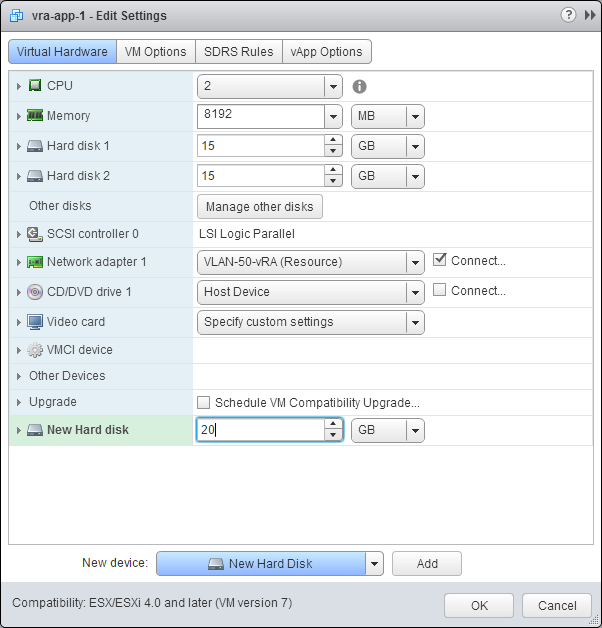 vra-app-1 - Edit Settings ?
Virtual Hardware VM Options SDRS Rules vApp Options
CPU 2
Memory 8192 MB
Hard disk 1 15 GB
Hard disk 2 15 GB
Other disks Manage other disks
SCSI controller 0 LSI Logic Parallel
Network adapter 1 VLAN-50-vRA (Resource) Connect...
CD/DVD drive 1 Host Device Connect...
Video card Specify custom settings
VMCI device
Other Devices
Upgrade Schedule VM Compatibility Upgrade...
New Hard disk 20 GB
New device: New Hard Disk Add
Compatibility: ESX/ESXi 4.0 and later (VM version 7) OK Cancel